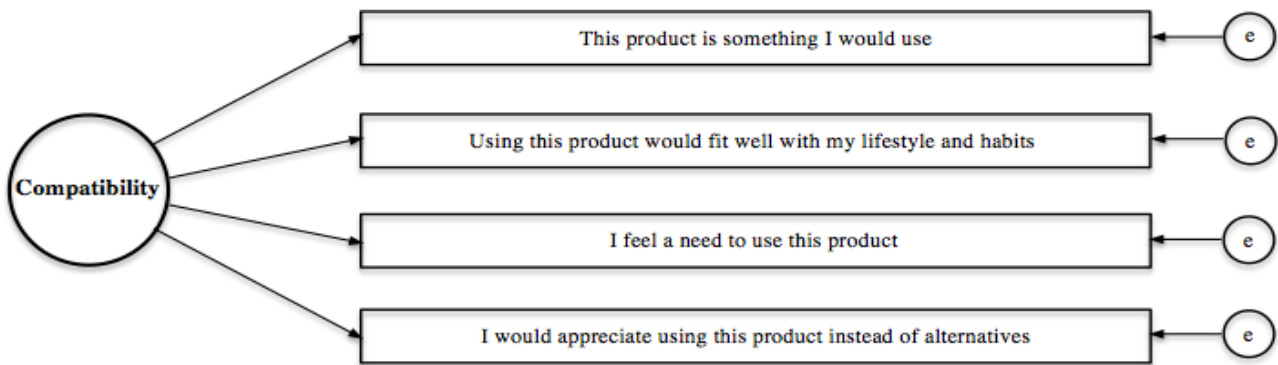 This product is something I would use
e
Using this product would fit well with my lifestyle and habits
e
Compatibility
I feel a need to use this product
e
I would appreciate using this product instead of alternatives
e